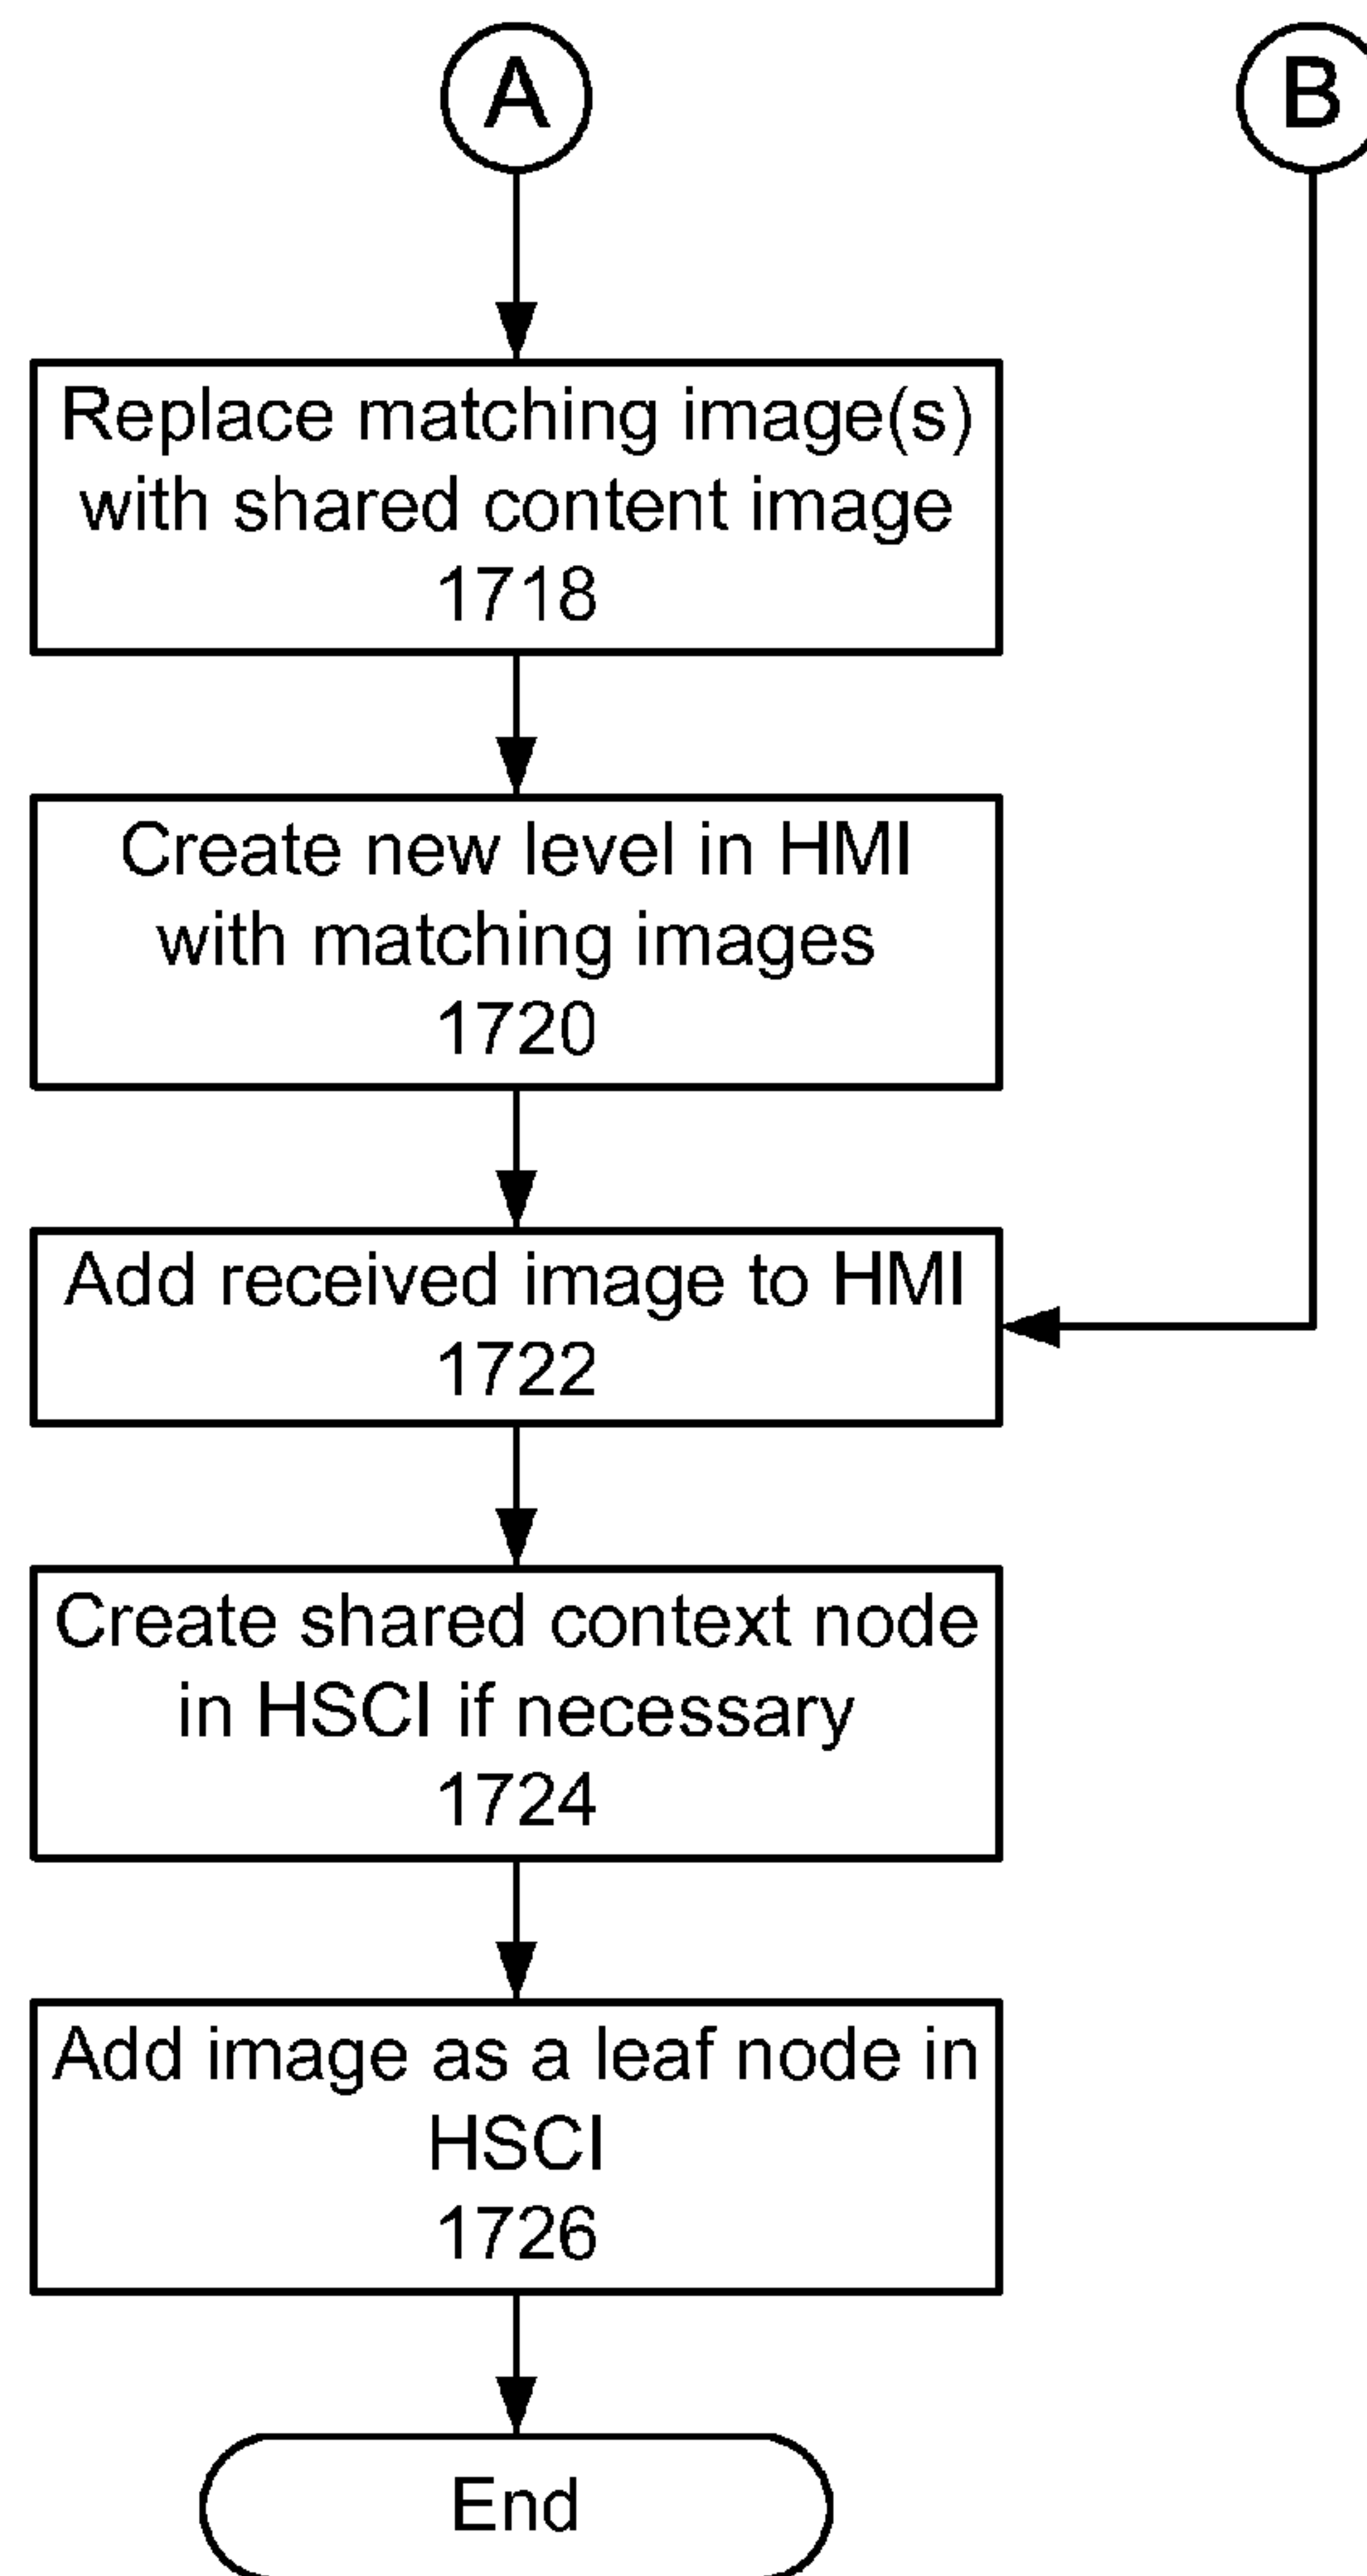 A
B
Replace matching image(s)
with shared content image
1718
Create new level in HMI
with matching images
1720
Add received image to HMI
1722
Create shared context node
in HSCI if necessary
1724
Add image as a leaf node in
HSCI
1726
End